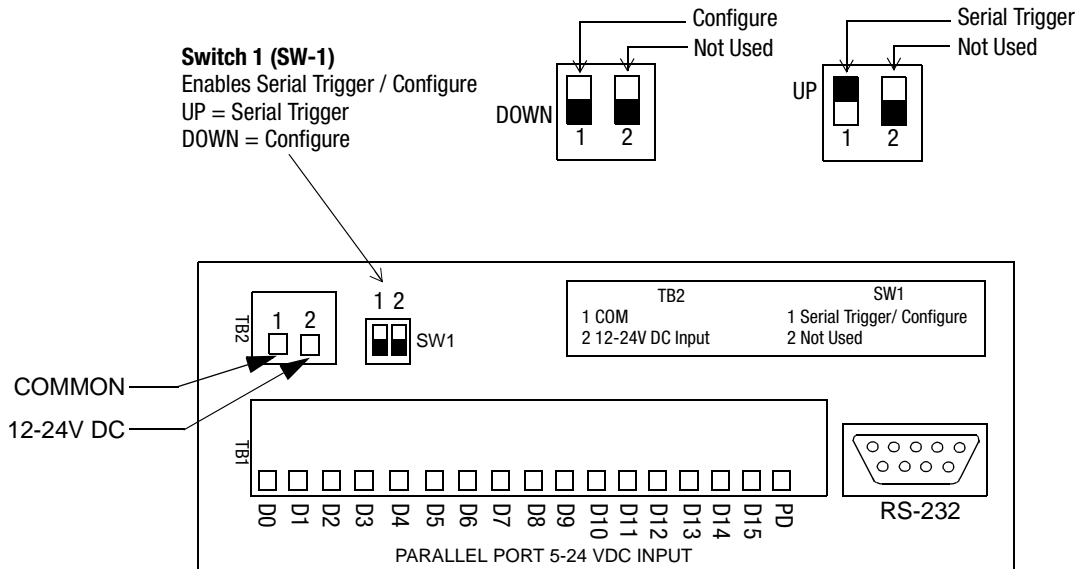 Configure
Not Used
Serial Trigger
Not Used
Switch 1 (SW-1)
Enables Serial Trigger / Configure
UP = Serial Trigger
DOWN = Configure
DOWN
1 2
UP
1 2
TB2
1 2
1 2
SW1
TB2
1 COM
2 12-24V DC Input
SW1
1 Serial Trigger/ Configure
2 Not Used
COMMON
12-24V DC
TB1
D0 D1 D2 D3 D4 D5 D6 D7 D8 D9 D10 D11 D12 D13 D14 D15 PD
RS-232
PARALLEL PORT 5-24 VDC INPUT